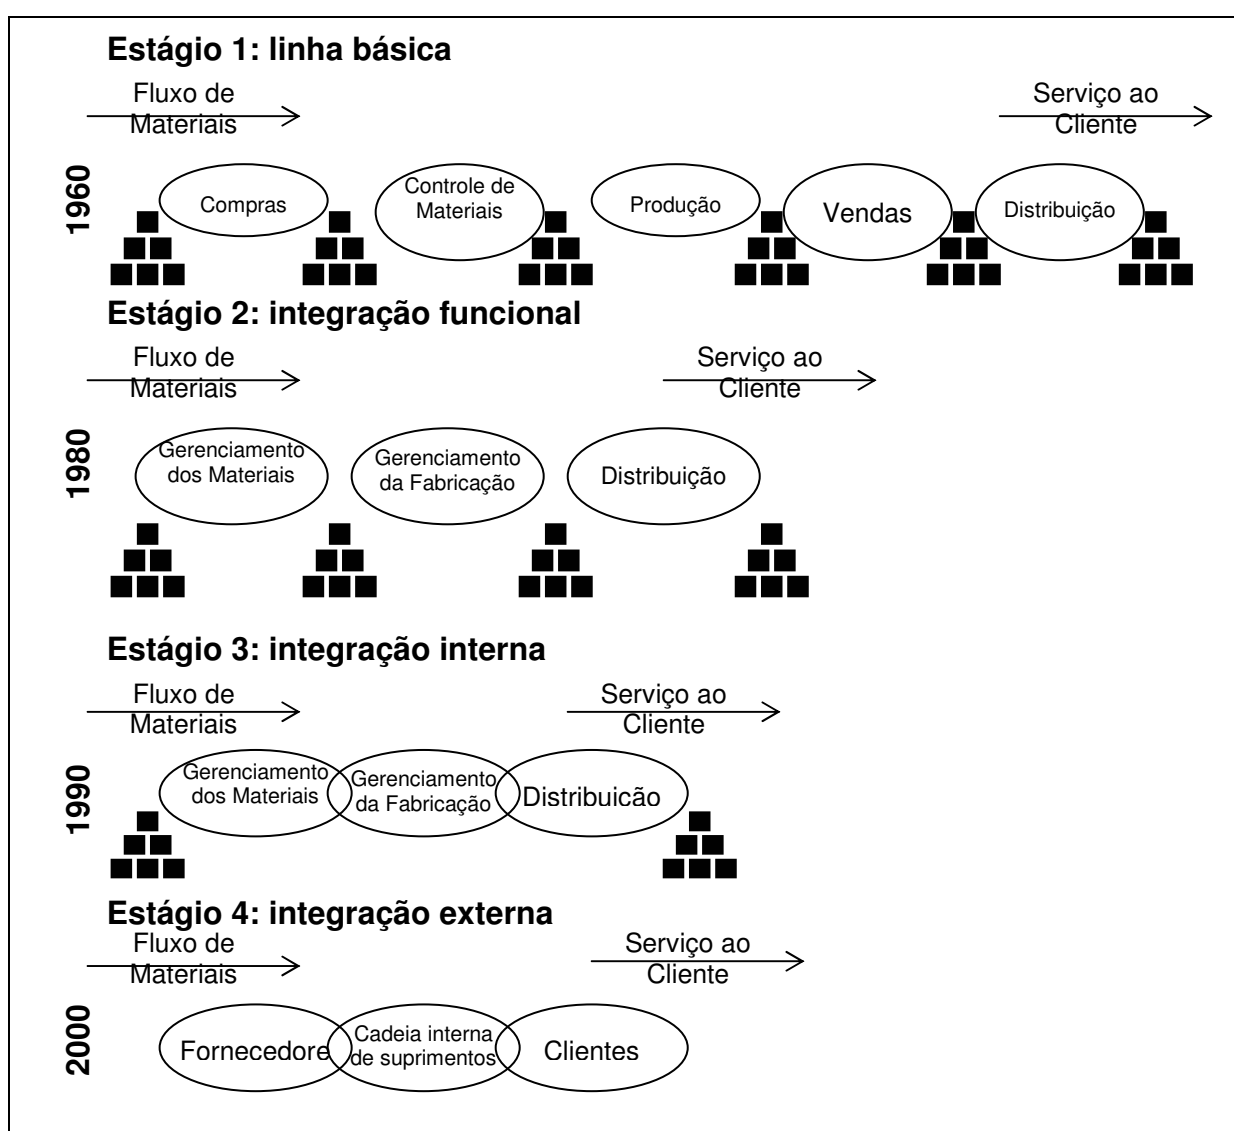 Estágio 1: linha básica
Fluxo de
Materiais
Serviço ao
Cliente
1960
Compras
Controle de
Materiais
Produção
Vendas
Distribuição
Estágio 2: integração funcional
Fluxo de
Materiais
Serviço ao
Cliente
1980
Gerenciamento
dos Materiais
Gerenciamento
da Fabricação
Distribuição
Estágio 3: integração interna
Fluxo de
Materiais
Serviço ao
Cliente
1990
Gerenciamento
dos Materiais
Gerenciamento
da Fabricação
Distribuicão
Estágio 4: integração externa
Fluxo de
Materiais
Serviço ao
Cliente
2000
Fornecedore
Cadeia interna
de suprimentos
Clientes